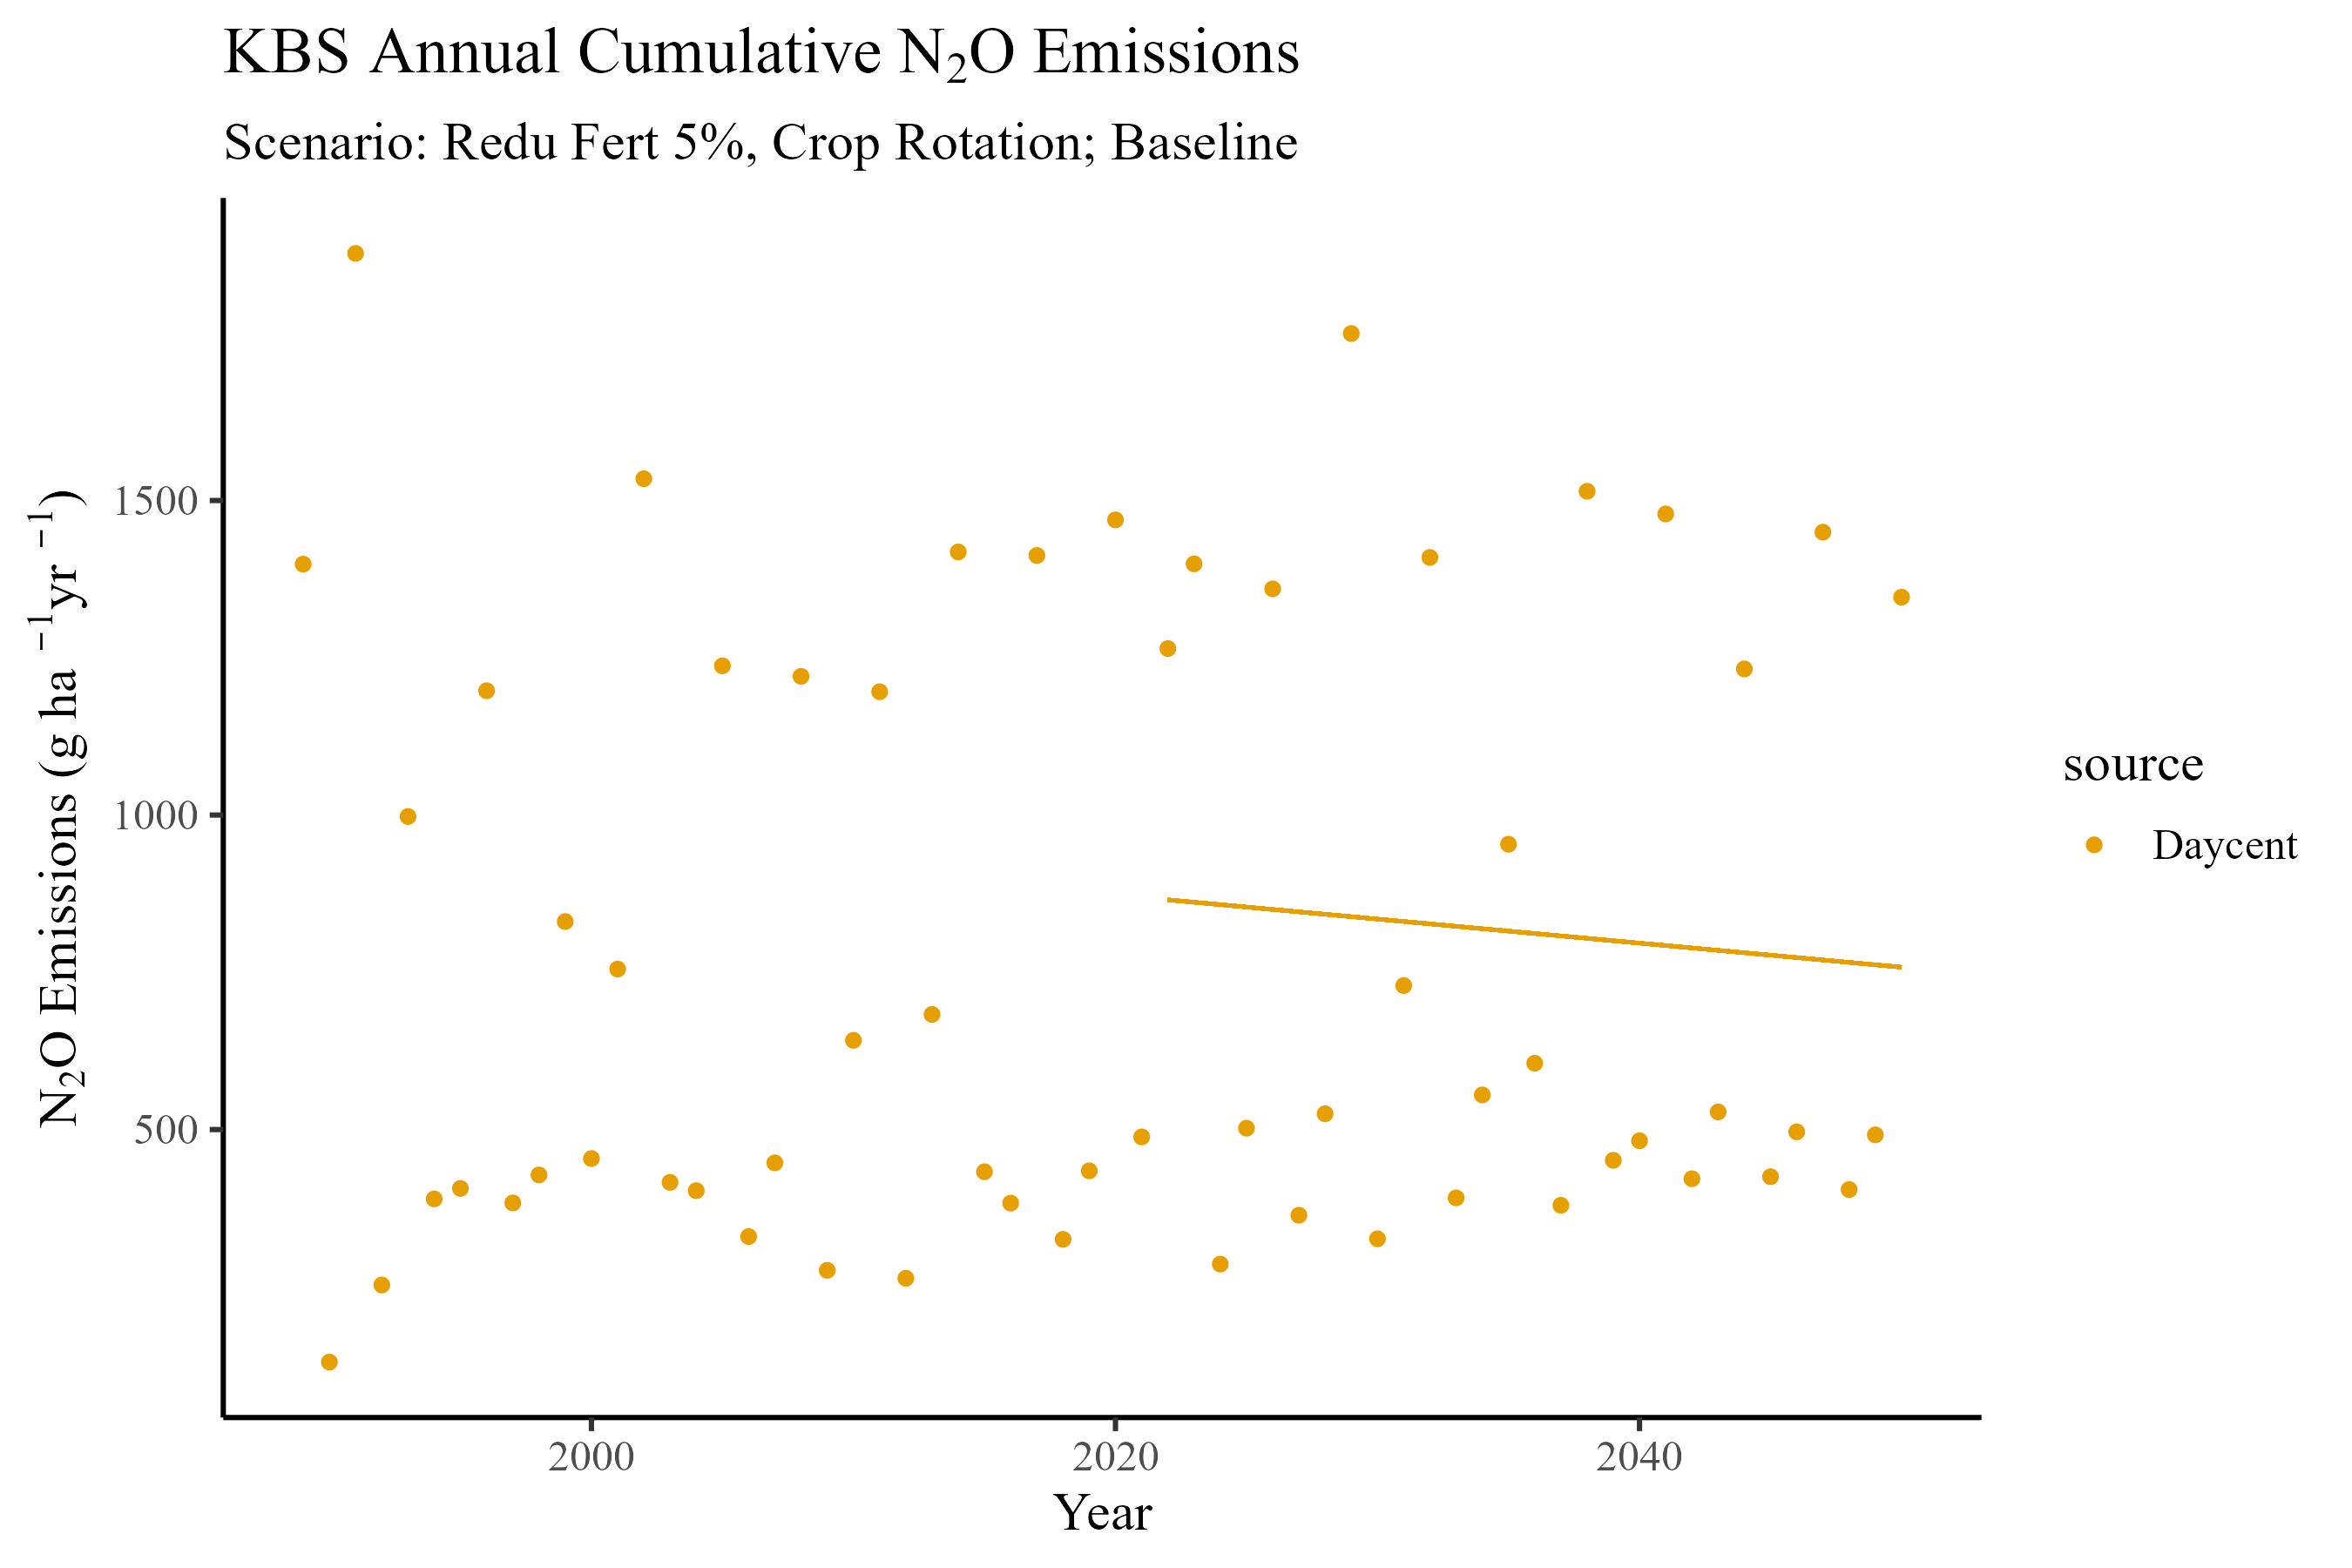 KBS Annual Cumulative N₂O Emissions
Scenario: Redu Fert 5%, Crop Rottion; Baseline
N₂O Emissions (g ha ⁻¹yr ⁻¹)
1500
1000
500
2000 2020 2040
Year
source
Daycent